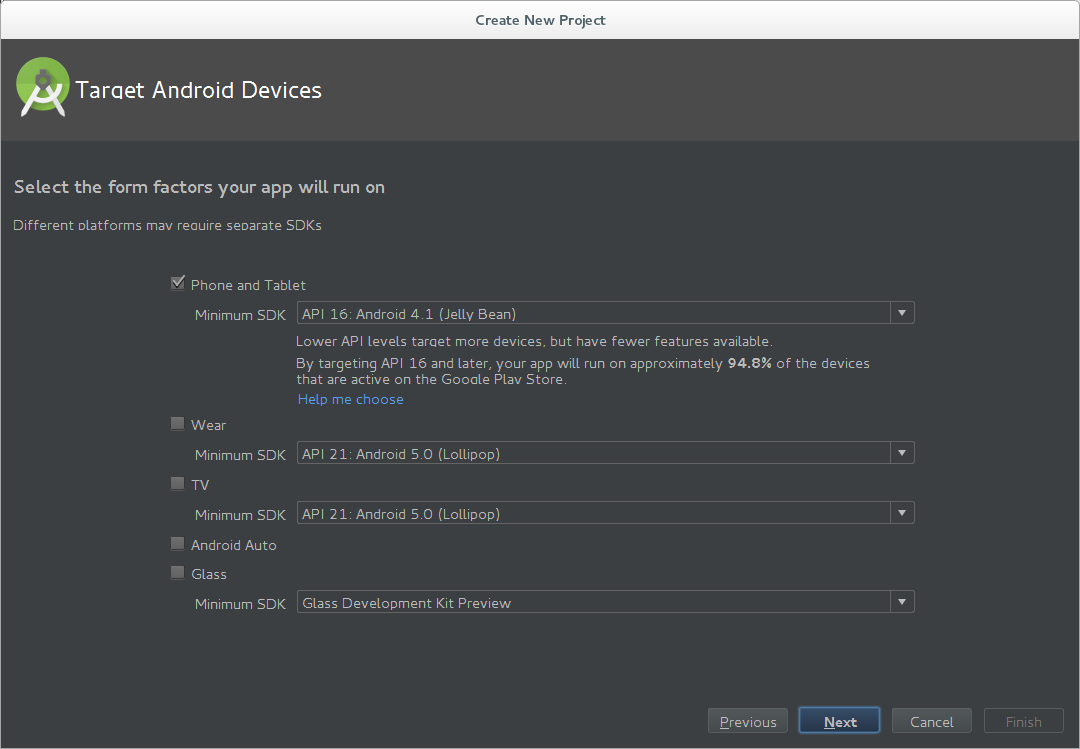 Create New Project
Target Android Devices
Select the form factors your app will run on
Different platforms may require separate SDKs
Phone and Tablet
Minimum SDK API 16: Android 4.1 (Jelly Bean)
Lower API levels target more devices, but have fewer features available.
By targeting API 16 and later, your app will run on approximately 94.8% of the devices
that are active on the Google Play Store.
Help me choose
Wear
Minimum SDK API 21: Android 5.0 (Lollipop)
TV
Minimum SDK API 21: Android 5.0 (Lollipop)
Android Auto
Glass
Minimum SDK Glass Development Kit Preview
Previous Next Cancel Finish